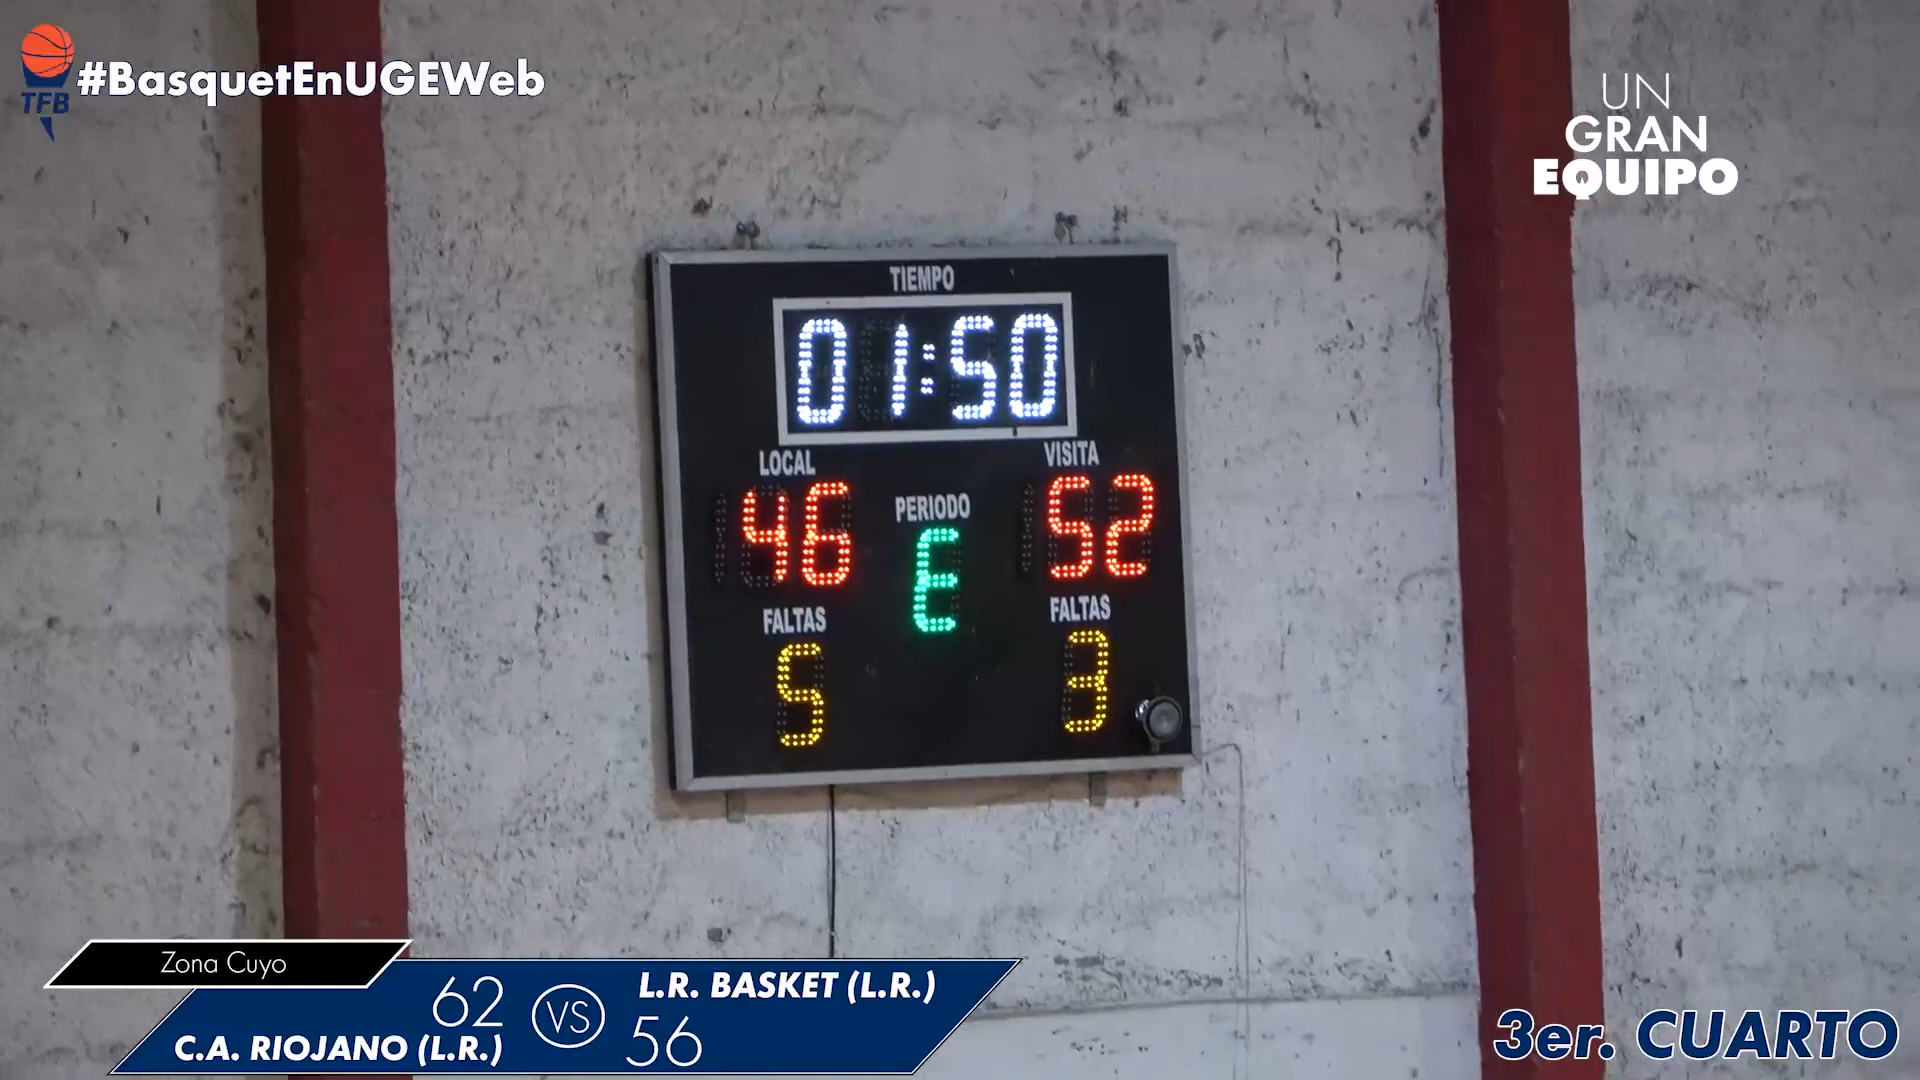 TFB
#BasquetEnUGEWeb
UN
GRAN
EQUIPO
TIEMPO
01:50
LOCAL
VISITA
46
PERIODO
52
E
FALTAS
FALTAS
5
3
Zona Cuyo
62
VS
L.R. BASKET (L.R.)
C.A. RIOJANO (L.R.)
56
3er. CUARTO